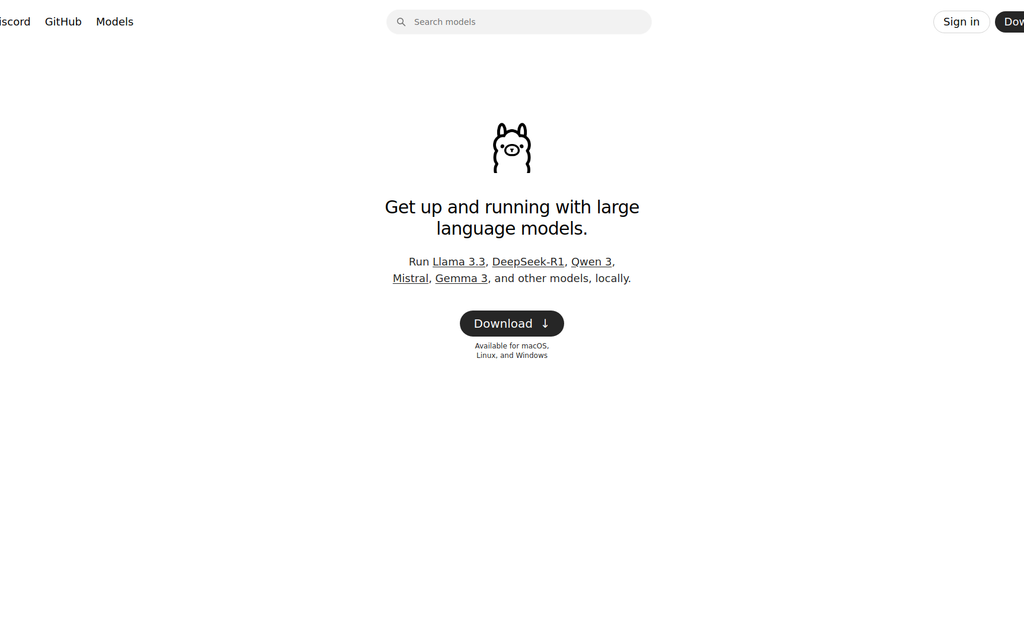 iscord GitHub Models Search models Sign in Dow
Get up and running with large
language models.
Run Llama 3.3, DeepSeek-R1, Qwen 3,
Mistral, Gemma 3, and other models, locally.
Download ↓
Available for macOS,
Linux, and Windows